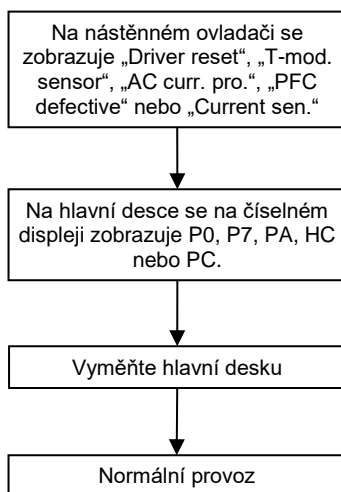 Na nástěnném ovladači se
zobrazuje „Driver reset“, „T-mod.
sensor“, „AC curr. pro.“, „PFC
defective“ nebo „Current sen.“
Na hlavní desce se na číselném
displeji zobrazuje P0, P7, PA, HC
nebo PC.
Vyměňte hlavní desku
Normální provoz